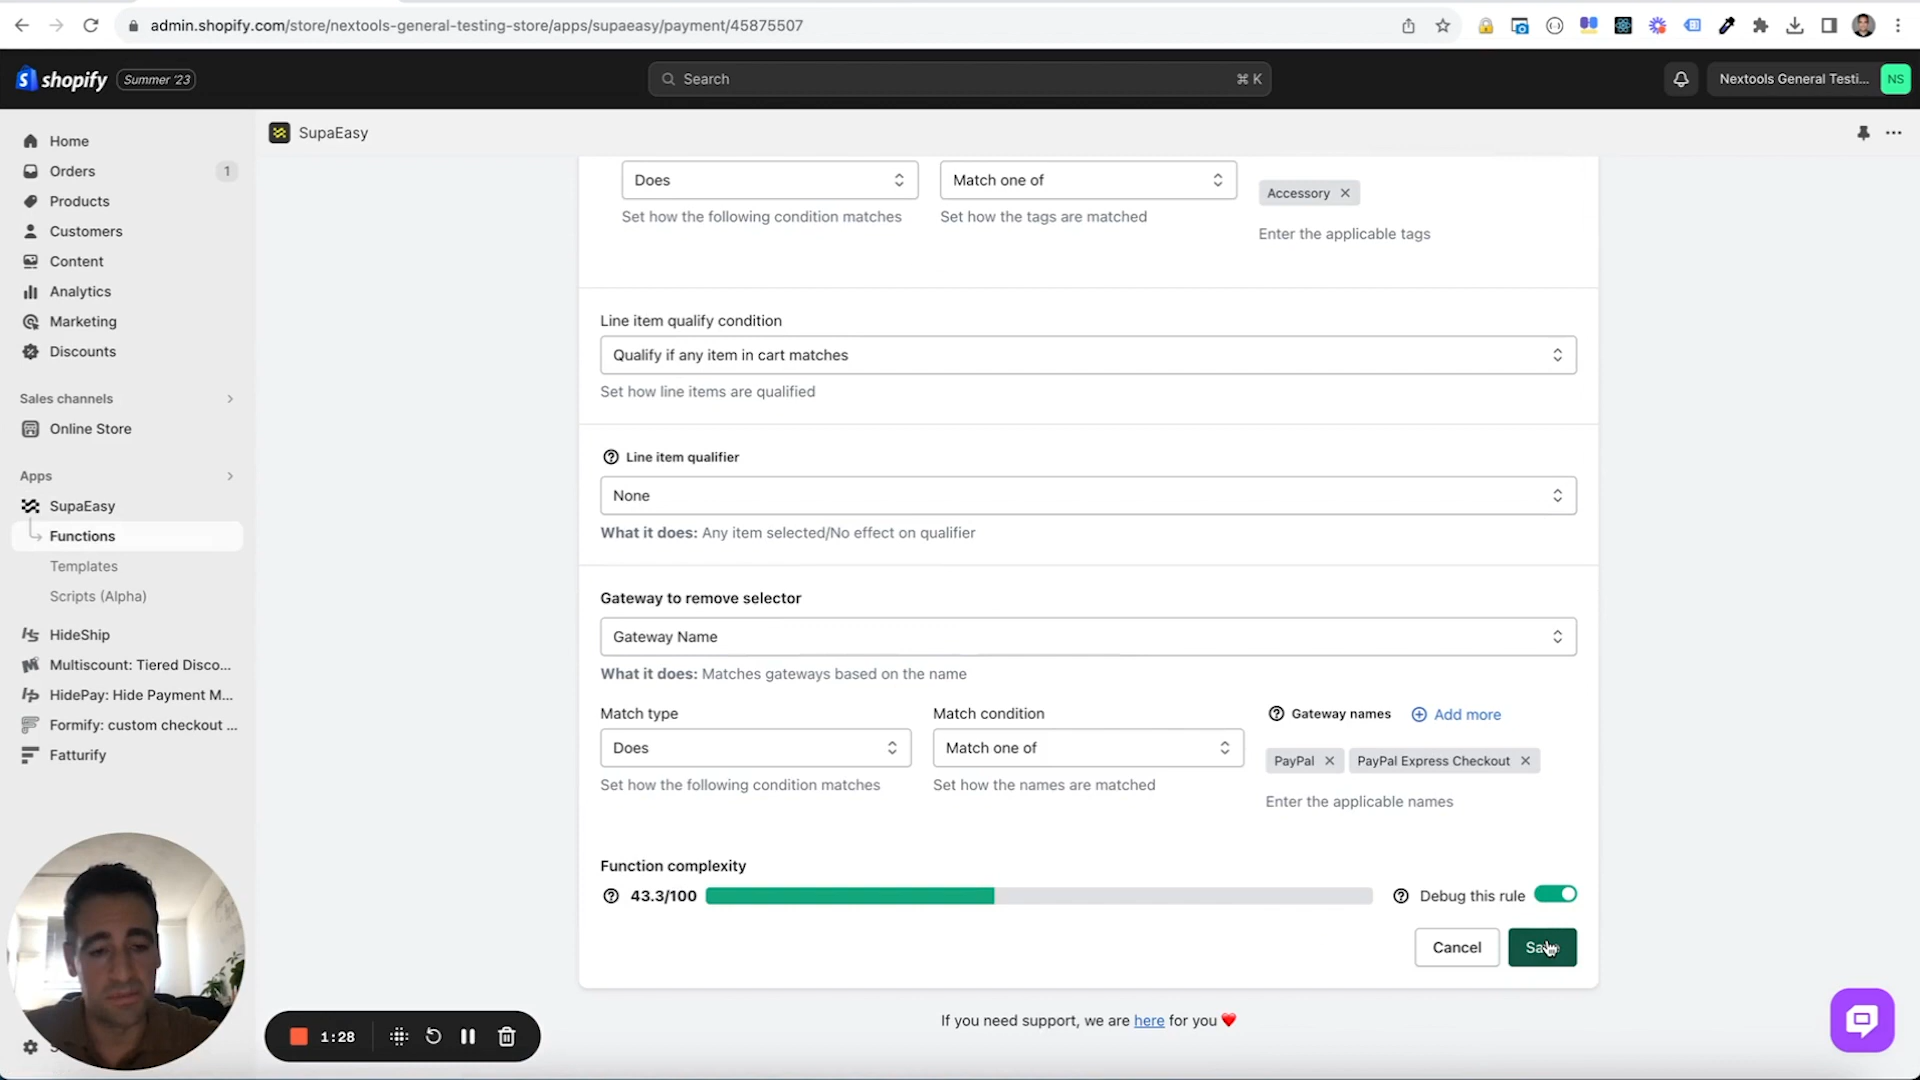 admin.shopify.com/store/nextools-general-testing-store/apps/supaeasy/payment/45875507
shopify
Summer '23
Search
⌘ K
Nextools General Testi...
NS
Home
Orders
1
Products
Customers
Content
Analytics
Marketing
Discounts
Sales channels
Online Store
Apps
SupaEasy
Functions
Templates
Scripts (Alpha)
HideShip
Multiscount: Tiered Disco...
HidePay: Hide Payment M...
Formify: custom checkout ...
Fatturify
SupaEasy
Does
Match one of
Accessory
Set how the following condition matches
Set how the tags are matched
Enter the applicable tags
Line item qualify condition
Qualify if any item in cart matches
Set how line items are qualified
Line item qualifier
None
What it does: Any item selected/No effect on qualifier
Gateway to remove selector
Gateway Name
What it does: Matches gateways based on the name
Match type
Match condition
Gateway names
Add more
Does
Match one of
PayPal
PayPal Express Checkout
Set how the following condition matches
Set how the names are matched
Enter the applicable names
Function complexity
43.3/100
Debug this rule
Cancel
If you need support, we are here for you ❤️
1:28